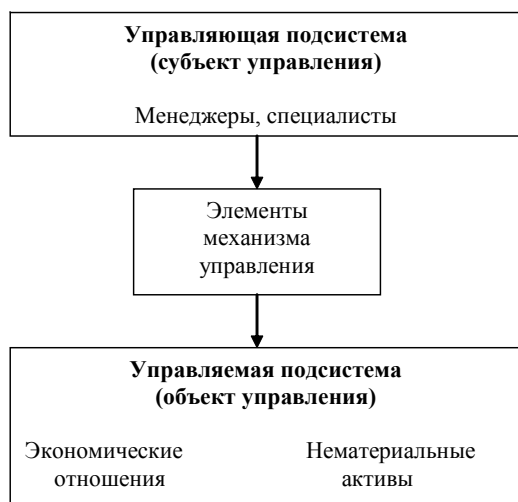 Управляющая подсистема
(субъект управления)
Менеджеры, специалисты
Элементы
механизма
управления
Управляемая подсистема
(объект управления)
Экономические
отношения
Нематериальные
активы